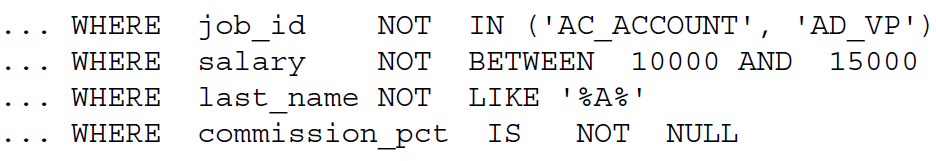 ... WHERE job_id NOT IN ('AC_ACCOUNT', 'AD_VP')
... WHERE salary NOT BETWEEN 10000 AND 15000
... WHERE last_name NOT LIKE '%A%'
... WHERE commission_pct IS NOT NULL